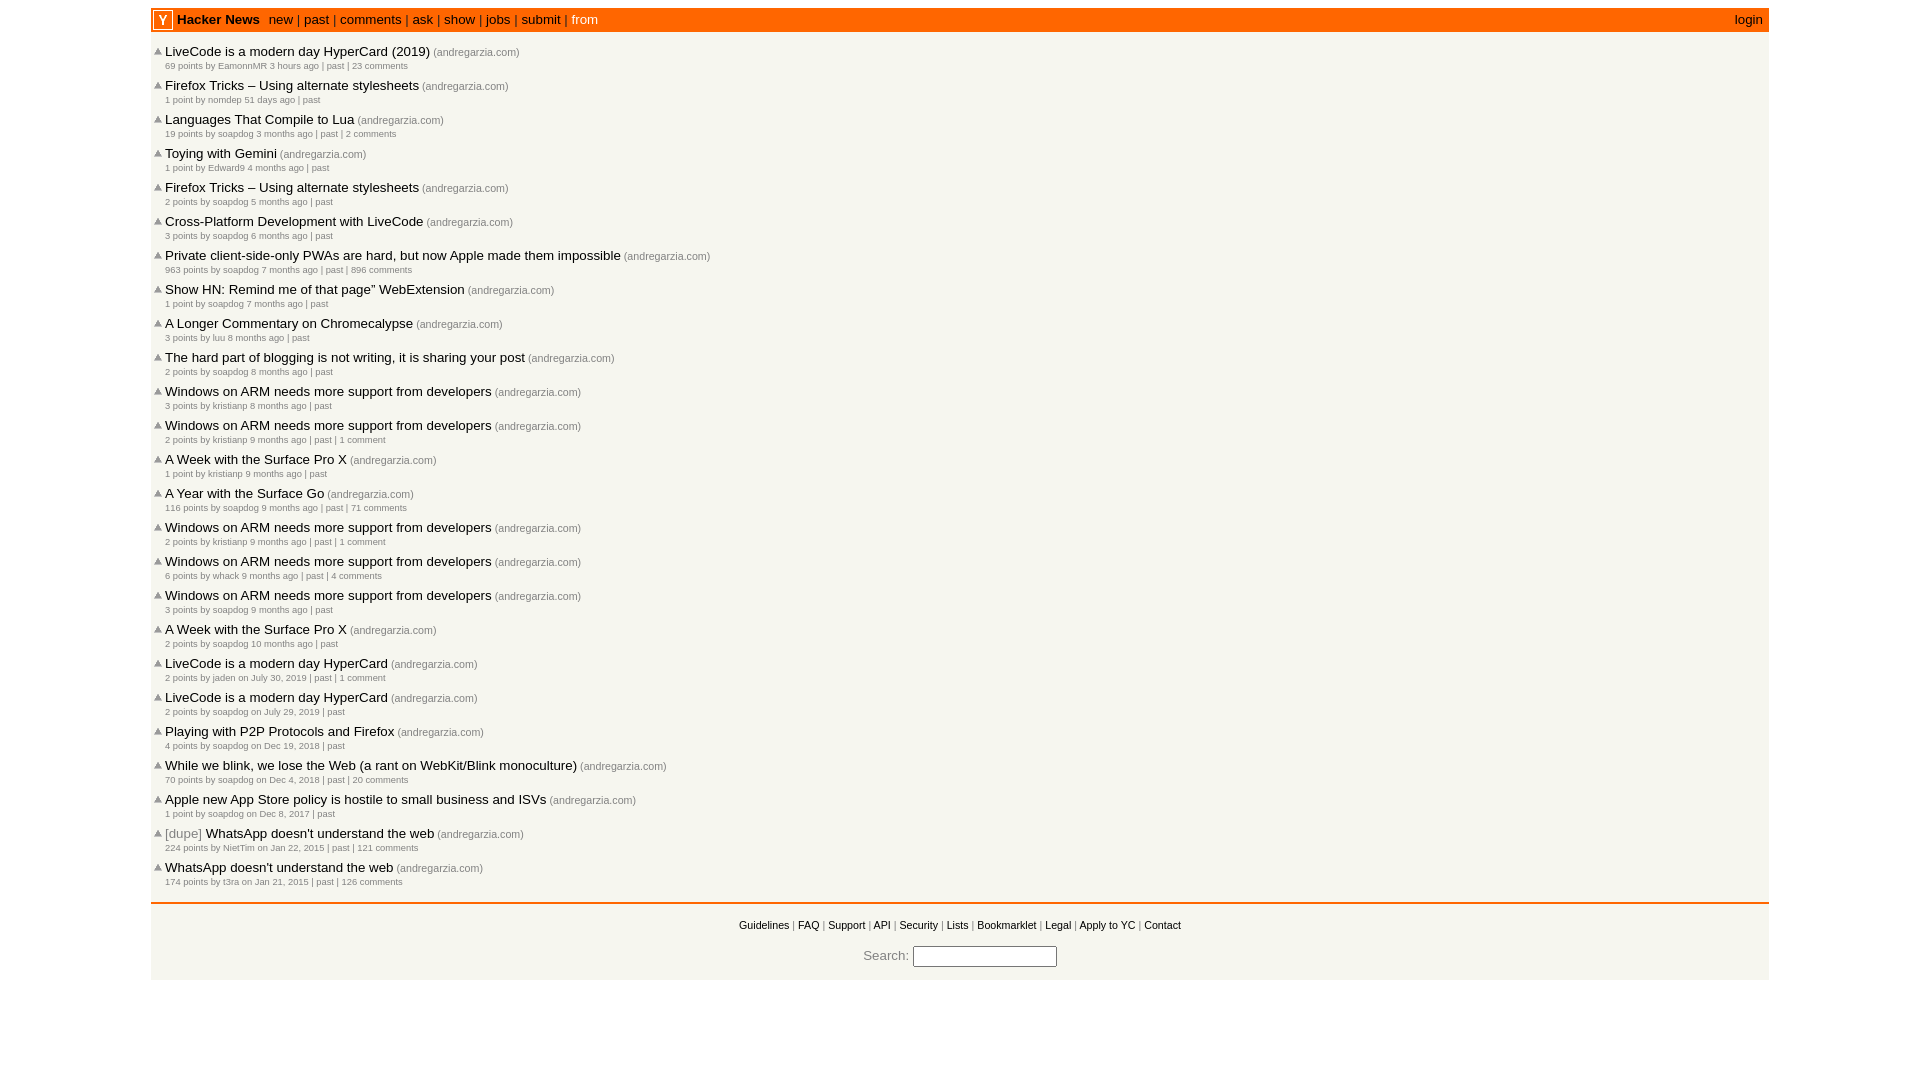 Y Hacker News new | past | comments | ask | show | jobs | submit | from login
LiveCode is a modern day HyperCard (2019) (andregarzia.com)
69 points by EamonnMR 3 hours ago | past | 23 comments
Firefox Tricks – Using alternate stylesheets (andregarzia.com)
1 point by nomdep 51 days ago | past
Languages That Compile to Lua (andregarzia.com)
19 points by soapdog 3 months ago | past | 2 comments
Toying with Gemini (andregarzia.com)
1 point by Edward9 4 months ago | past
Firefox Tricks – Using alternate stylesheets (andregarzia.com)
2 points by soapdog 5 months ago | past
Cross-Platform Development with LiveCode (andregarzia.com)
3 points by soapdog 6 months ago | past
Private client-side-only PWAs are hard, but now Apple made them impossible (andregarzia.com)
963 points by soapdog 7 months ago | past | 896 comments
Show HN: Remind me of that page” WebExtension (andregarzia.com)
1 point by soapdog 7 months ago | past
A Longer Commentary on Chromecalypse (andregarzia.com)
3 points by luu 8 months ago | past
The hard part of blogging is not writing, it is sharing your post (andregarzia.com)
2 points by soapdog 8 months ago | past
Windows on ARM needs more support from developers (andregarzia.com)
3 points by kristianp 8 months ago | past
Windows on ARM needs more support from developers (andregarzia.com)
2 points by kristianp 9 months ago | past | 1 comment
A Week with the Surface Pro X (andregarzia.com)
1 point by kristianp 9 months ago | past
A Year with the Surface Go (andregarzia.com)
116 points by soapdog 9 months ago | past | 71 comments
Windows on ARM needs more support from developers (andregarzia.com)
2 points by kristianp 9 months ago | past | 1 comment
Windows on ARM needs more support from developers (andregarzia.com)
6 points by whack 9 months ago | past | 4 comments
Windows on ARM needs more support from developers (andregarzia.com)
3 points by soapdog 9 months ago | past
A Week with the Surface Pro X (andregarzia.com)
2 points by soapdog 10 months ago | past
LiveCode is a modern day HyperCard (andregarzia.com)
2 points by jaden on July 30, 2019 | past | 1 comment
LiveCode is a modern day HyperCard (andregarzia.com)
2 points by soapdog on July 29, 2019 | past
Playing with P2P Protocols and Firefox (andregarzia.com)
4 points by soapdog on Dec 19, 2018 | past
While we blink, we lose the Web (a rant on WebKit/Blink monoculture) (andregarzia.com)
70 points by soapdog on Dec 4, 2018 | past | 20 comments
Apple new App Store policy is hostile to small business and ISVs (andregarzia.com)
1 point by soapdog on Dec 8, 2017 | past
[dupe] WhatsApp doesn't understand the web (andregarzia.com)
224 points by NietTim on Jan 22, 2015 | past | 121 comments
WhatsApp doesn't understand the web (andregarzia.com)
174 points by t3ra on Jan 21, 2015 | past | 126 comments
Guidelines | FAQ | Support | API | Security | Lists | Bookmarklet | Legal | Apply to YC | Contact
Search: